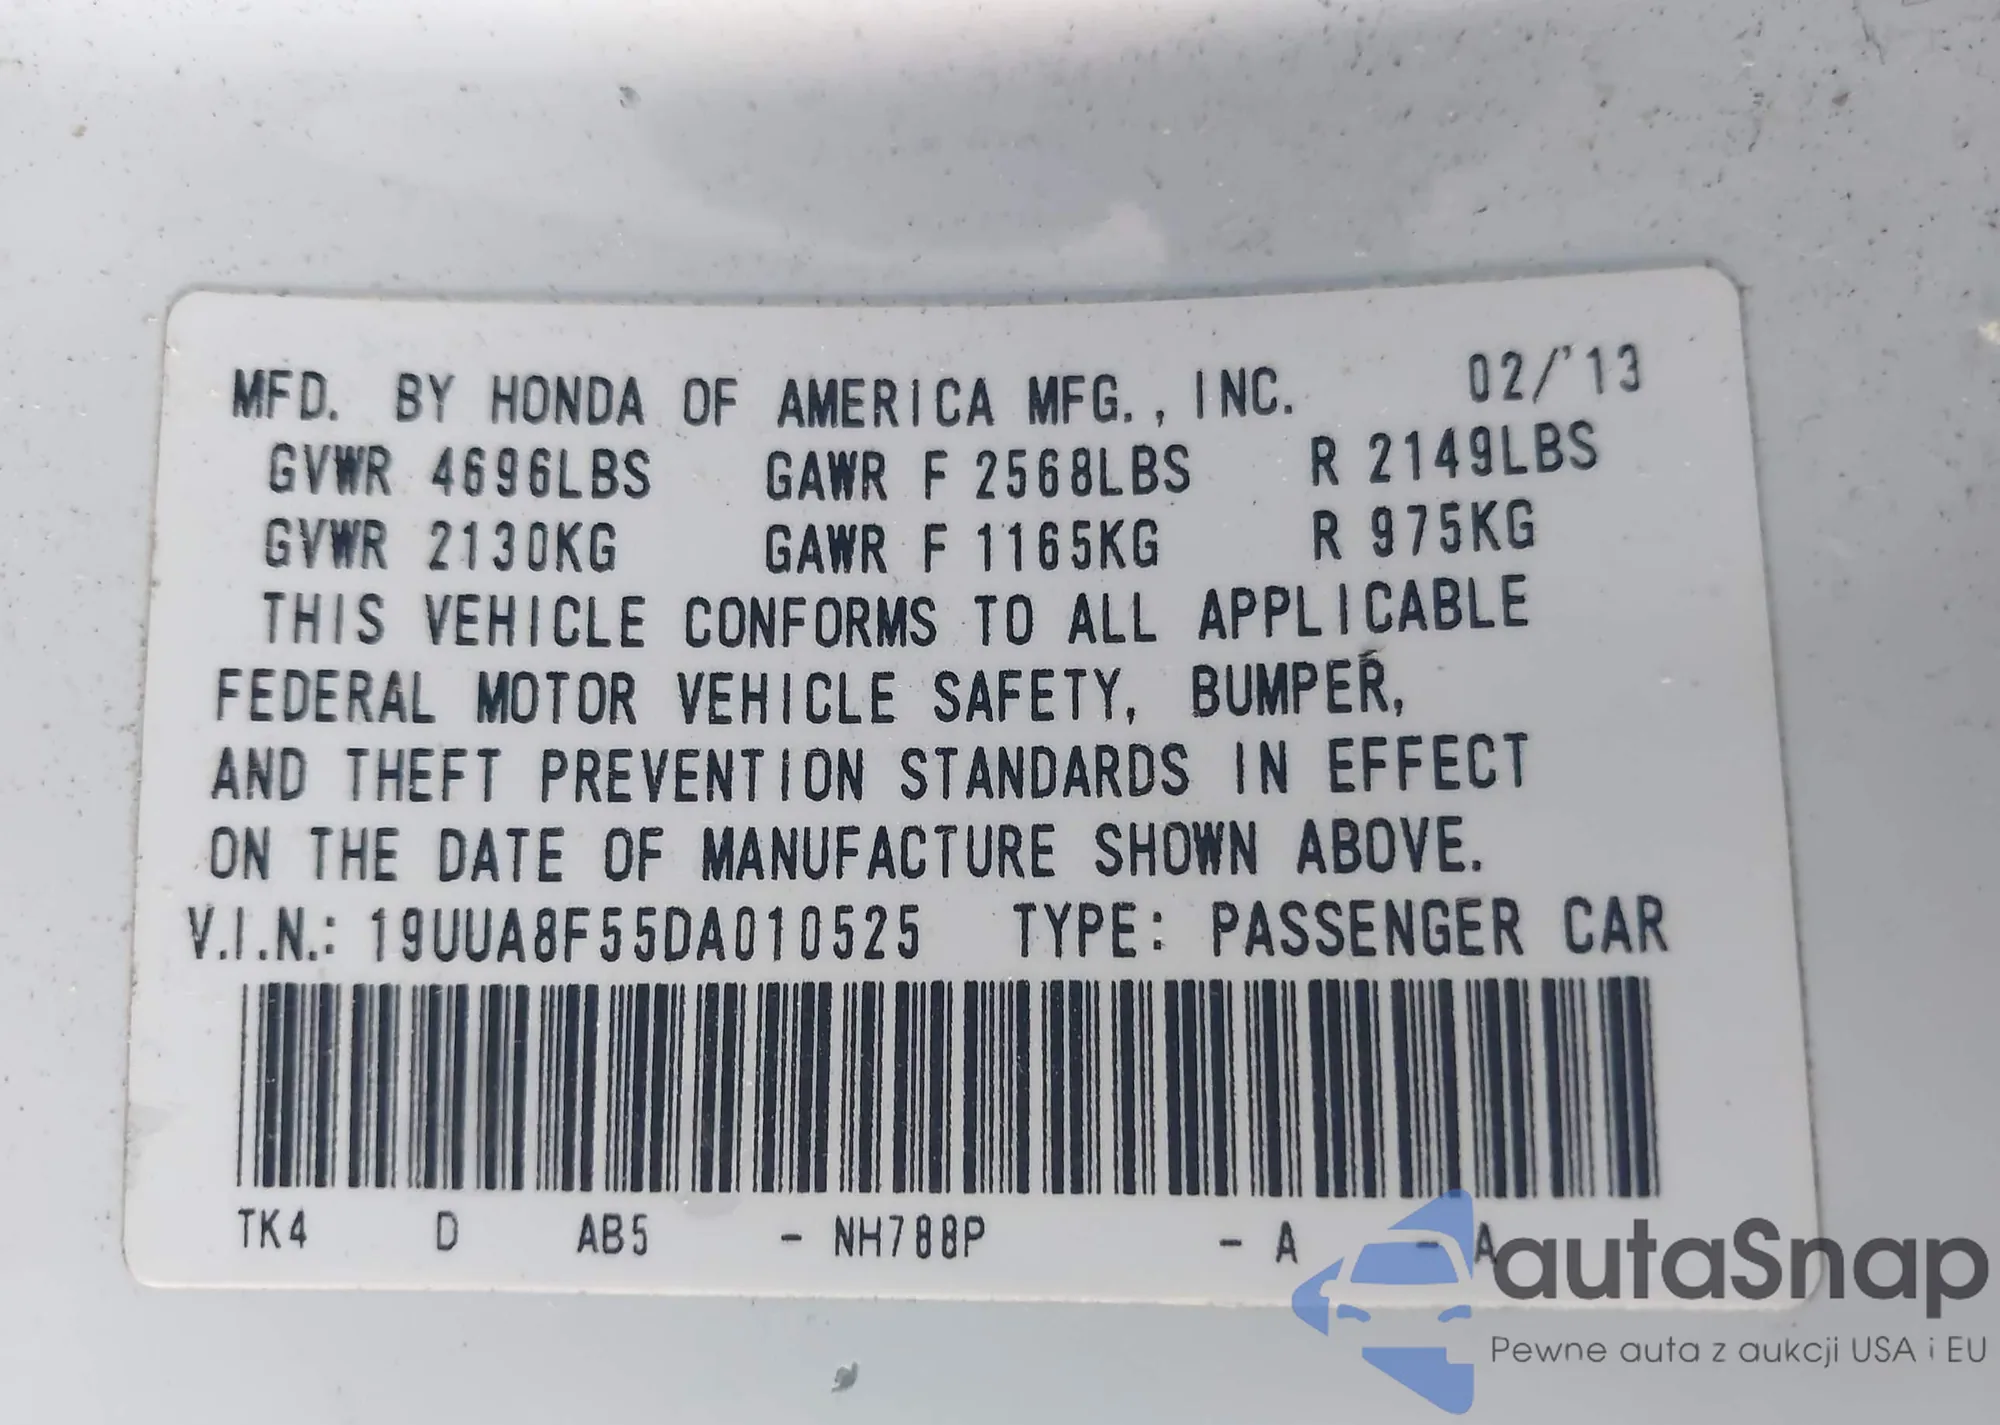 MFD. BY HONDA OF AMERICA MFG., INC. 02/'13
GVWR 4696LBS GAWR F 2568LBS R 2149LBS
GVWR 2130KG GAWR F 1165KG R 975KG
THIS VEHICLE CONFORMS TO ALL APPLICABLE
FEDERAL MOTOR VEHICLE SAFETY, BUMPER,
AND THEFT PREVENTION STANDARDS IN EFFECT
ON THE DATE OF MANUFACTURE SHOWN ABOVE.
V.I.N.: 19UUA8F55DA010525 TYPE: PASSENGER CAR
TK4 D AB5 - NH788P - A - A
autaSnap
Pewne auta z aukcji USA i EU